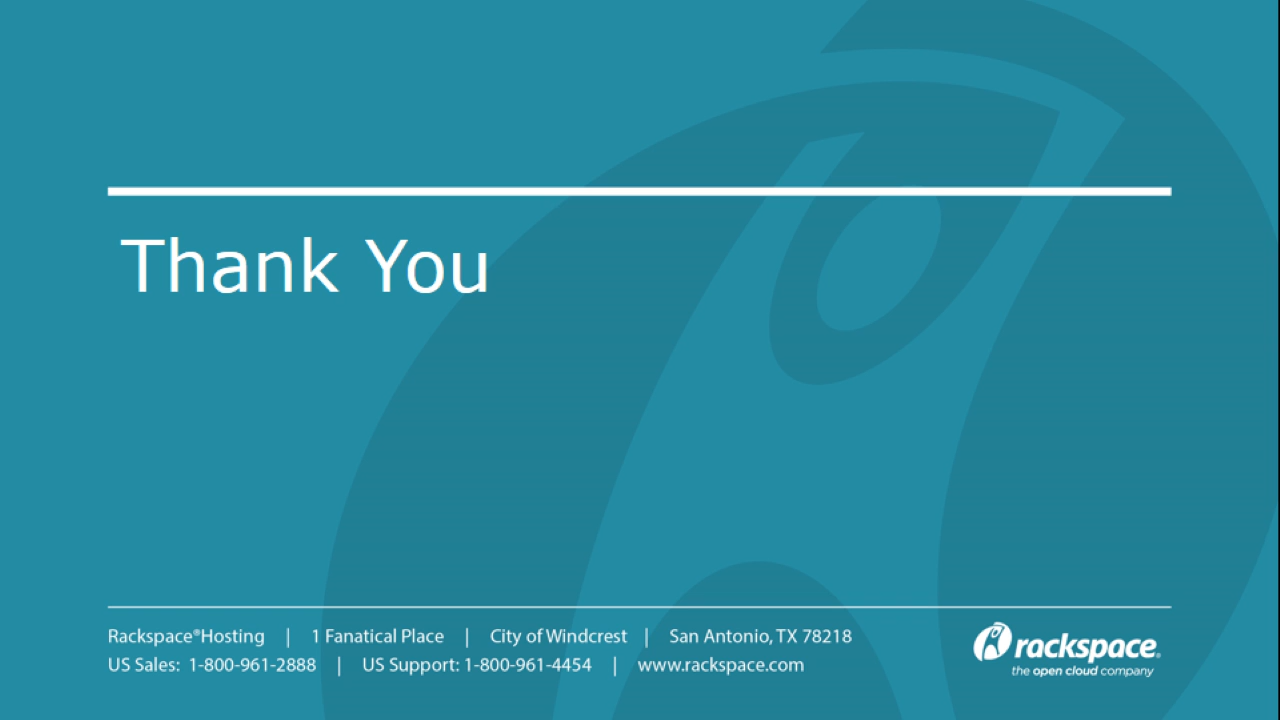 Thank You
Rackspace®Hosting | 1 Fanatical Place | City of Windcrest | San Antonio, TX 78218
US Sales: 1-800-961-2888 | US Support: 1-800-961-4454 | www.rackspace.com
rackspace®
the open cloud company